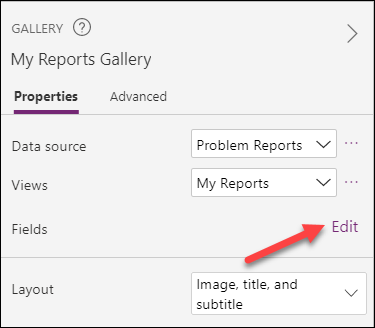 GALLERY ?
My Reports Gallery
Properties Advanced
Data source Problem Reports ...
Views My Reports ...
Fields Edit
Layout Image, title, and
subtitle